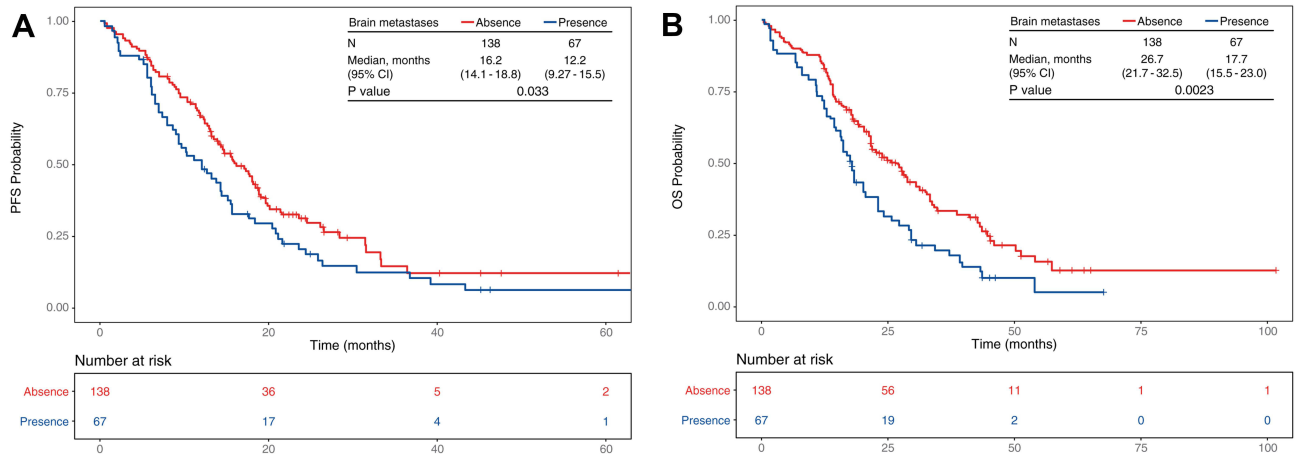 A
Brain metastases Absence Presence
N 138 67
Median, months 16.2 12.2
(95% CI) (14.1 - 18.8) (9.27 - 15.5)
P value 0.033
PFS Probability
1.00
0.75
0.50
0.25
0.00
0 20 40 60
Time (months)
Number at risk
Absence 138 36 5 2
Presence 67 17 4 1
0 20 40 60
B
Brain metastases Absence Presence
N 138 67
Median, months 26.7 17.7
(95% CI) (21.7 - 32.5) (15.5 - 23.0)
P value 0.0023
OS Probability
1.00
0.75
0.50
0.25
0.00
0 25 50 75 100
Time (months)
Number at risk
Absence 138 56 11 1 1
Presence 67 19 2 0 0
0 25 50 75 100